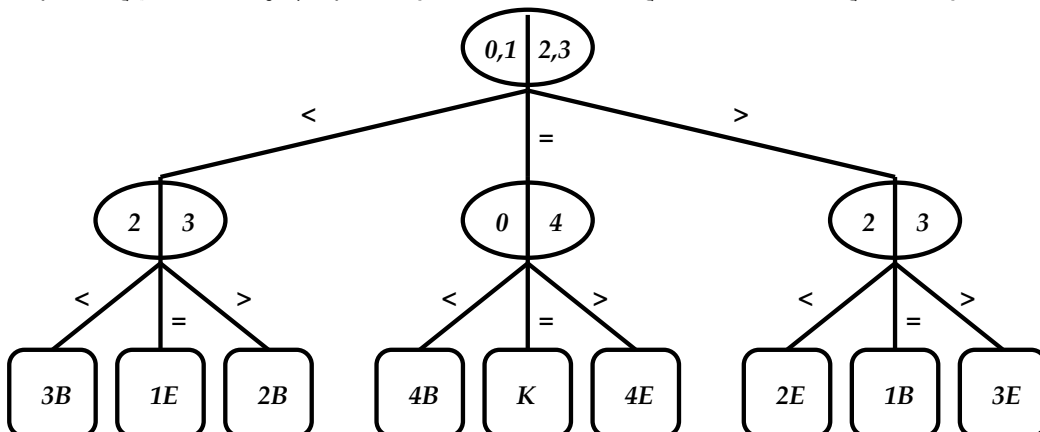 0,1 2,3
< = >
2 3 0 4 2 3
< = > < = > < = >
3B 1E 2B 4B K 4E 2E 1B 3E